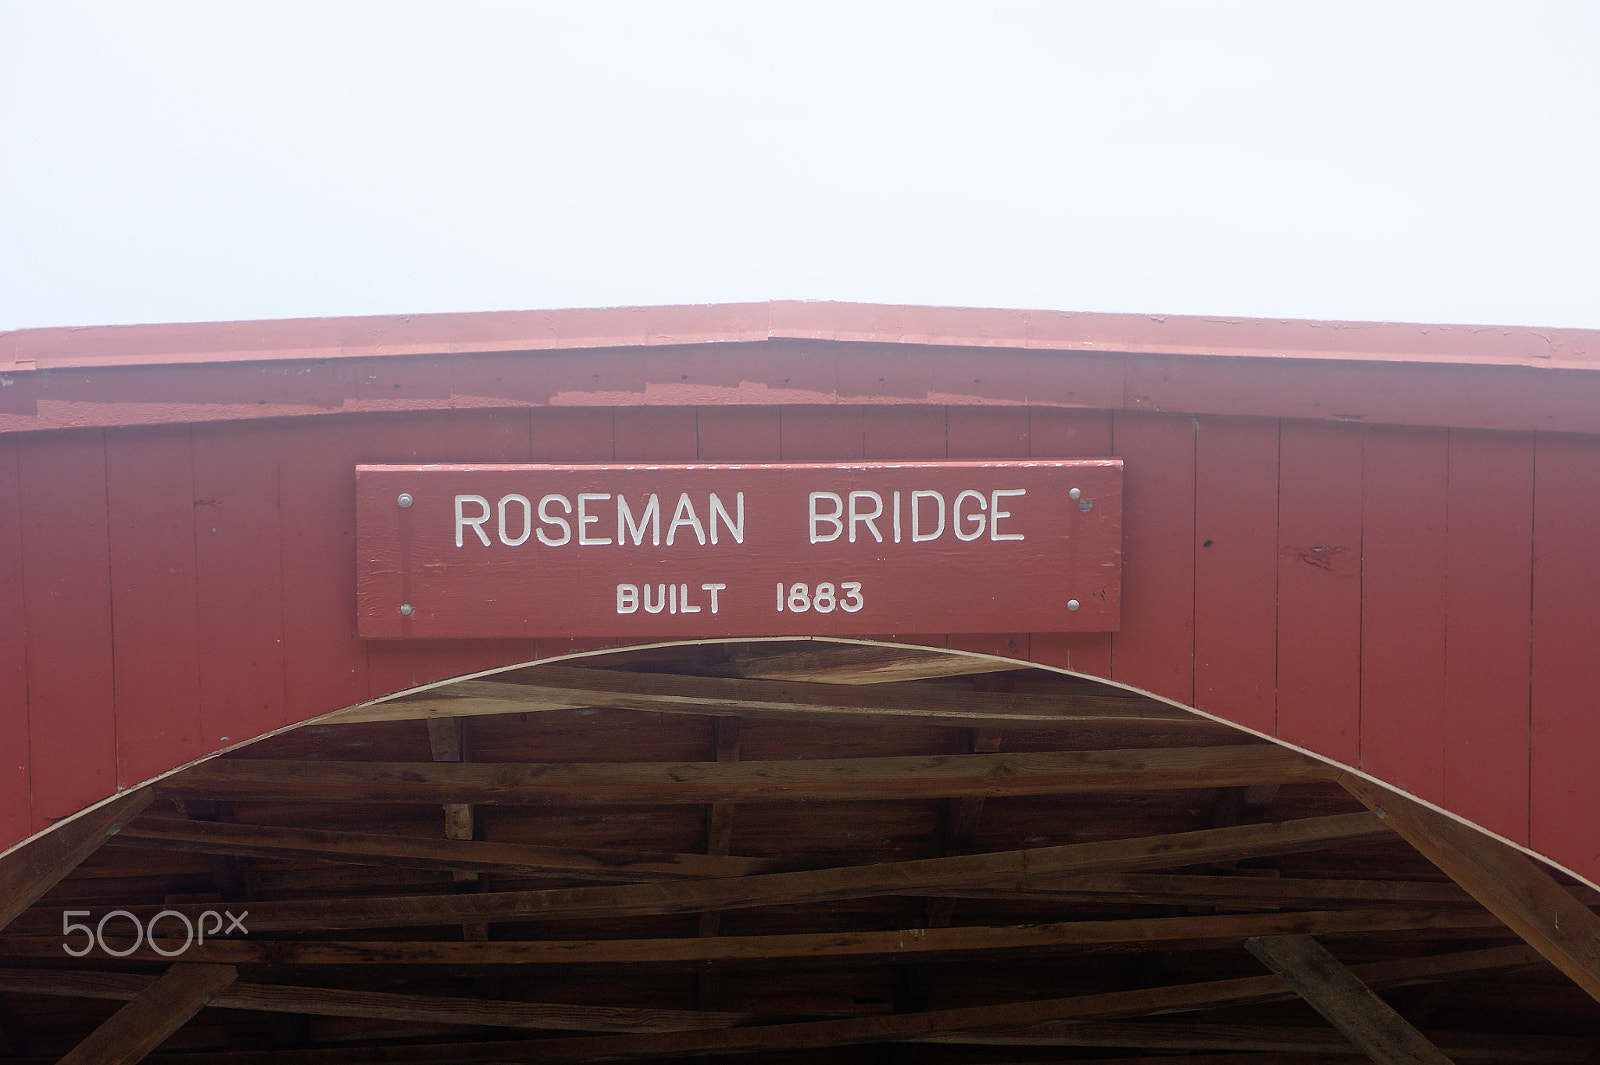 ROSEMAN BRIDGE
BUILT 1883
500px